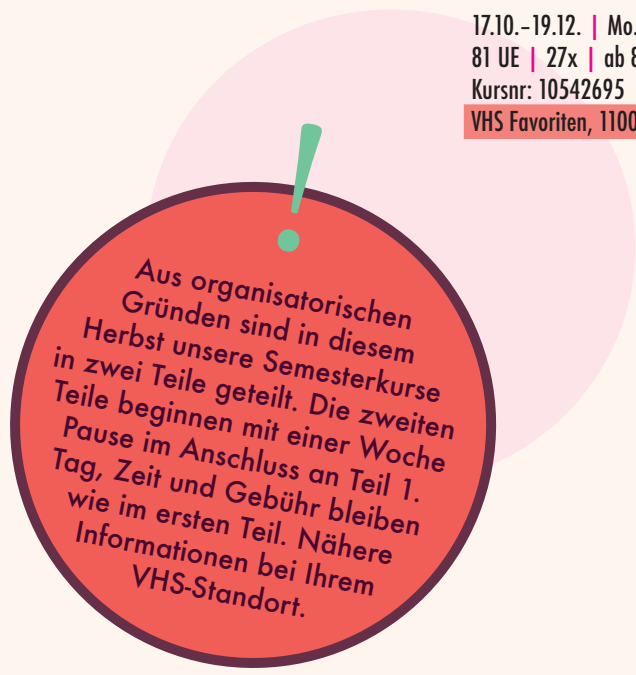 17.10.–19.12. | Mo.
81 UE | 27x | ab 8
Kursnr: 10542695
VHS Favoriten, 1100
!
Aus organisatorischen
Gründen sind in diesem
Herbst unsere Semesterkurse
in zwei Teile geteilt. Die zweiten
Teile beginnen mit einer Woche
Pause im Anschluss an Teil 1.
Tag, Zeit und Gebühr bleiben
wie im ersten Teil. Nähere
Informationen bei Ihrem
VHS-Standort.